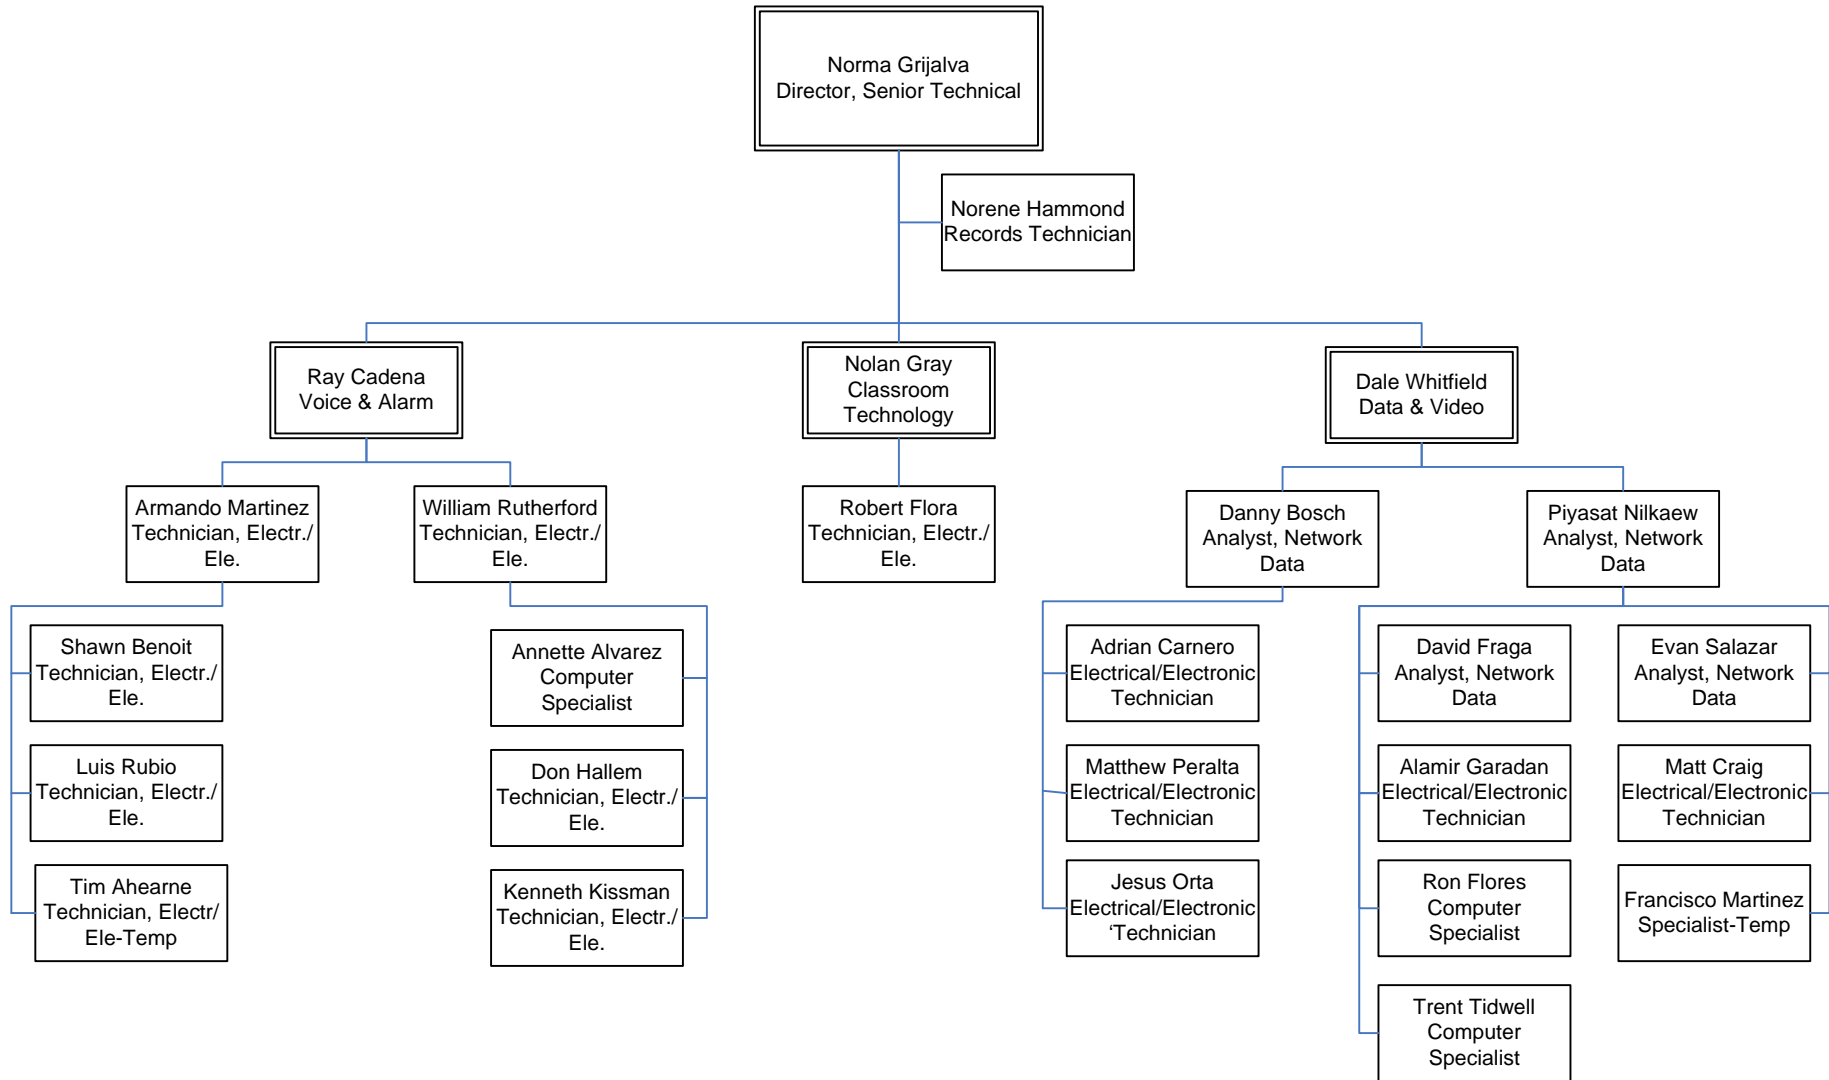 Norma Grijalva
Director, Senior Technical
Norene Hammond
Records Technician
Ray Cadena
Voice & Alarm
Nolan Gray
Classroom
Technology
Dale Whitfield
Data & Video
Armando Martinez
Technician, Electr./
Ele.
William Rutherford
Technician, Electr./
Ele.
Robert Flora
Technician, Electr./
Ele.
Danny Bosch
Analyst, Network
Data
Piyasat Nilkaew
Analyst, Network
Data
Shawn Benoit
Technician, Electr./
Ele.
Luis Rubio
Technician, Electr./
Ele.
Tim Ahearne
Technician, Electr/
Ele-Temp
Annette Alvarez
Computer
Specialist
Don Hallem
Technician, Electr./
Ele.
Kenneth Kissman
Technician, Electr./
Ele.
Adrian Carnero
Electrical/Electronic
Technician
Matthew Peralta
Electrical/Electronic
Technician
Jesus Orta
Electrical/Electronic
‘Technician
David Fraga
Analyst, Network
Data
Alamir Garadan
Electrical/Electronic
Technician
Ron Flores
Computer
Specialist
Trent Tidwell
Computer
Specialist
Evan Salazar
Analyst, Network
Data
Matt Craig
Electrical/Electronic
Technician
Francisco Martinez
Specialist-Temp